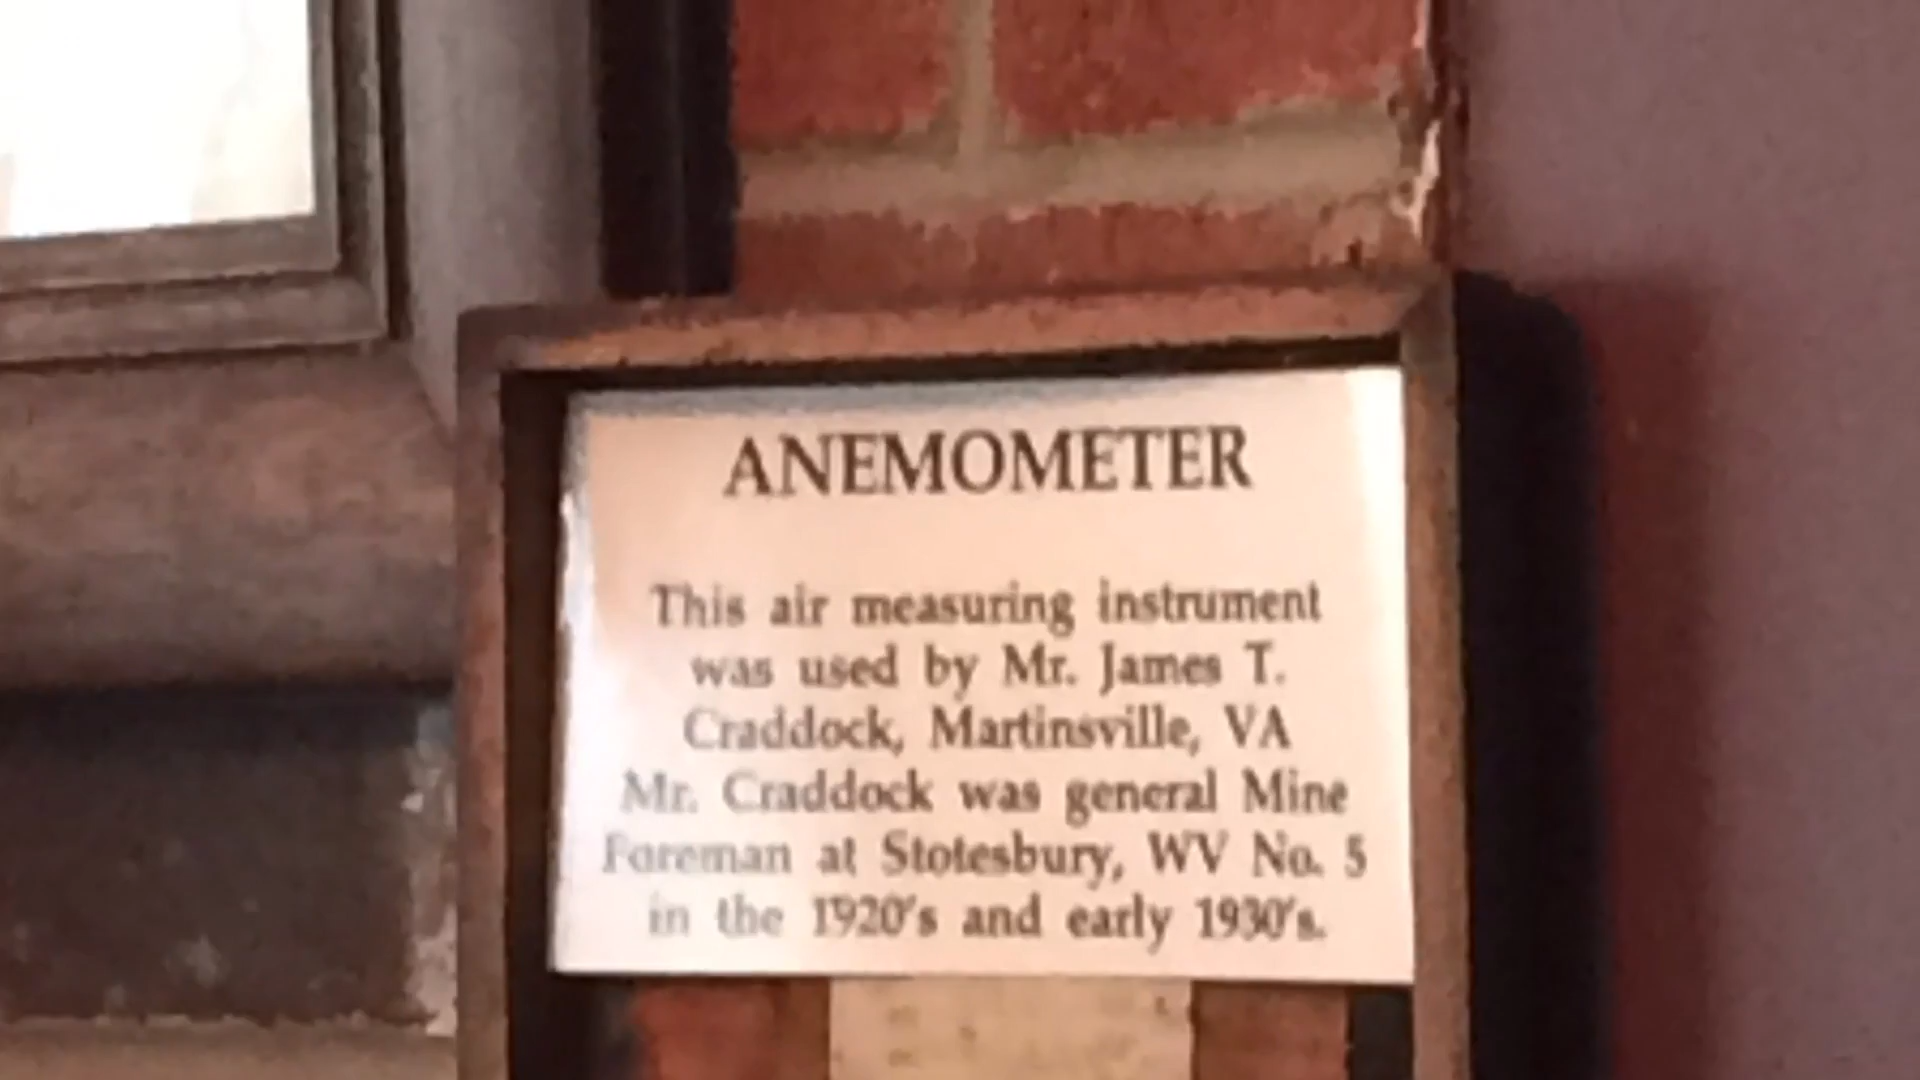 ANEMOMETER
This air measuring instrument
was used by Mr. James T.
Craddock, Martinsville, VA
Mr. Craddock was general Mine
Foreman at Stotesbury, WV No. 5
in the 1920's and early 1930's.